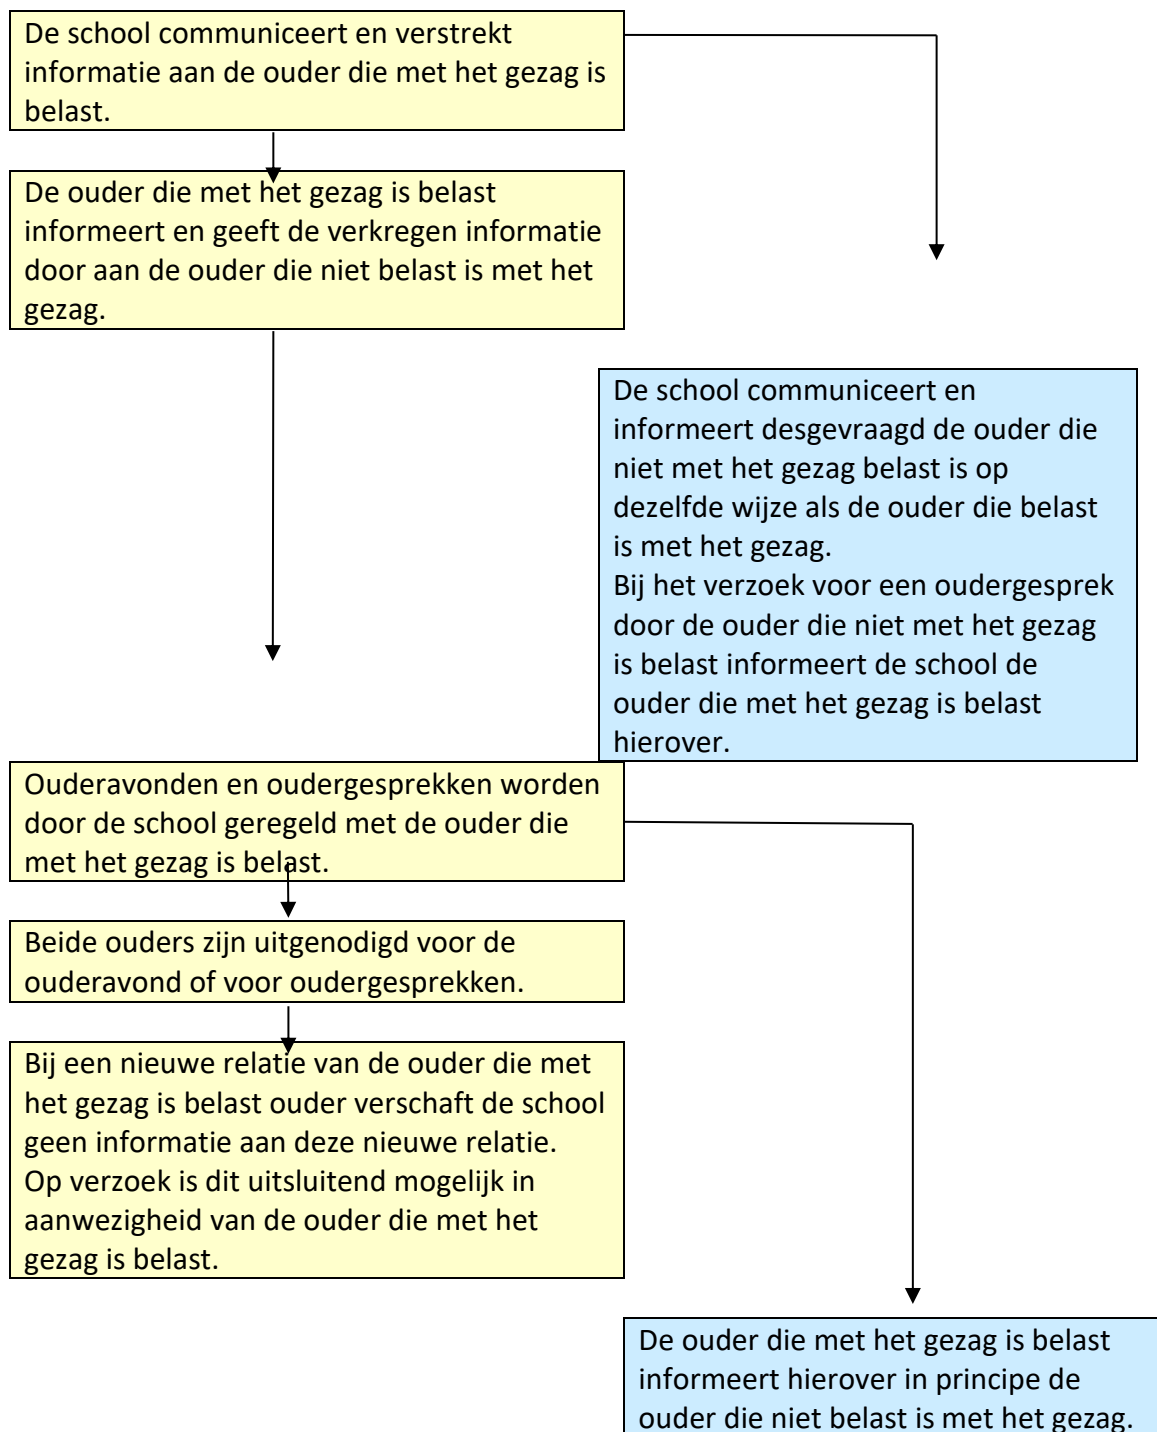 De school communiceert en verstrekt
informatie aan de ouder die met het gezag is
belast.
De ouder die met het gezag is belast
informeert en geeft de verkregen informatie
door aan de ouder die niet belast is met het
gezag.
De school communiceert en
informeert desgevraagd de ouder die
niet met het gezag belast is op
dezelfde wijze als de ouder die belast
is met het gezag.
Bij het verzoek voor een oudergesprek
door de ouder die niet met het gezag
is belast informeert de school de
ouder die met het gezag is belast
hierover.
Ouderavonden en oudergesprekken worden
door de school geregeld met de ouder die
met het gezag is belast.
Beide ouders zijn uitgenodigd voor de
ouderavond of voor oudergesprekken.
Bij een nieuwe relatie van de ouder die met
het gezag is belast ouder verschaft de school
geen informatie aan deze nieuwe relatie.
Op verzoek is dit uitsluitend mogelijk in
aanwezigheid van de ouder die met het
gezag is belast.
De ouder die met het gezag is belast
informeert hierover in principe de
ouder die niet belast is met het gezag.